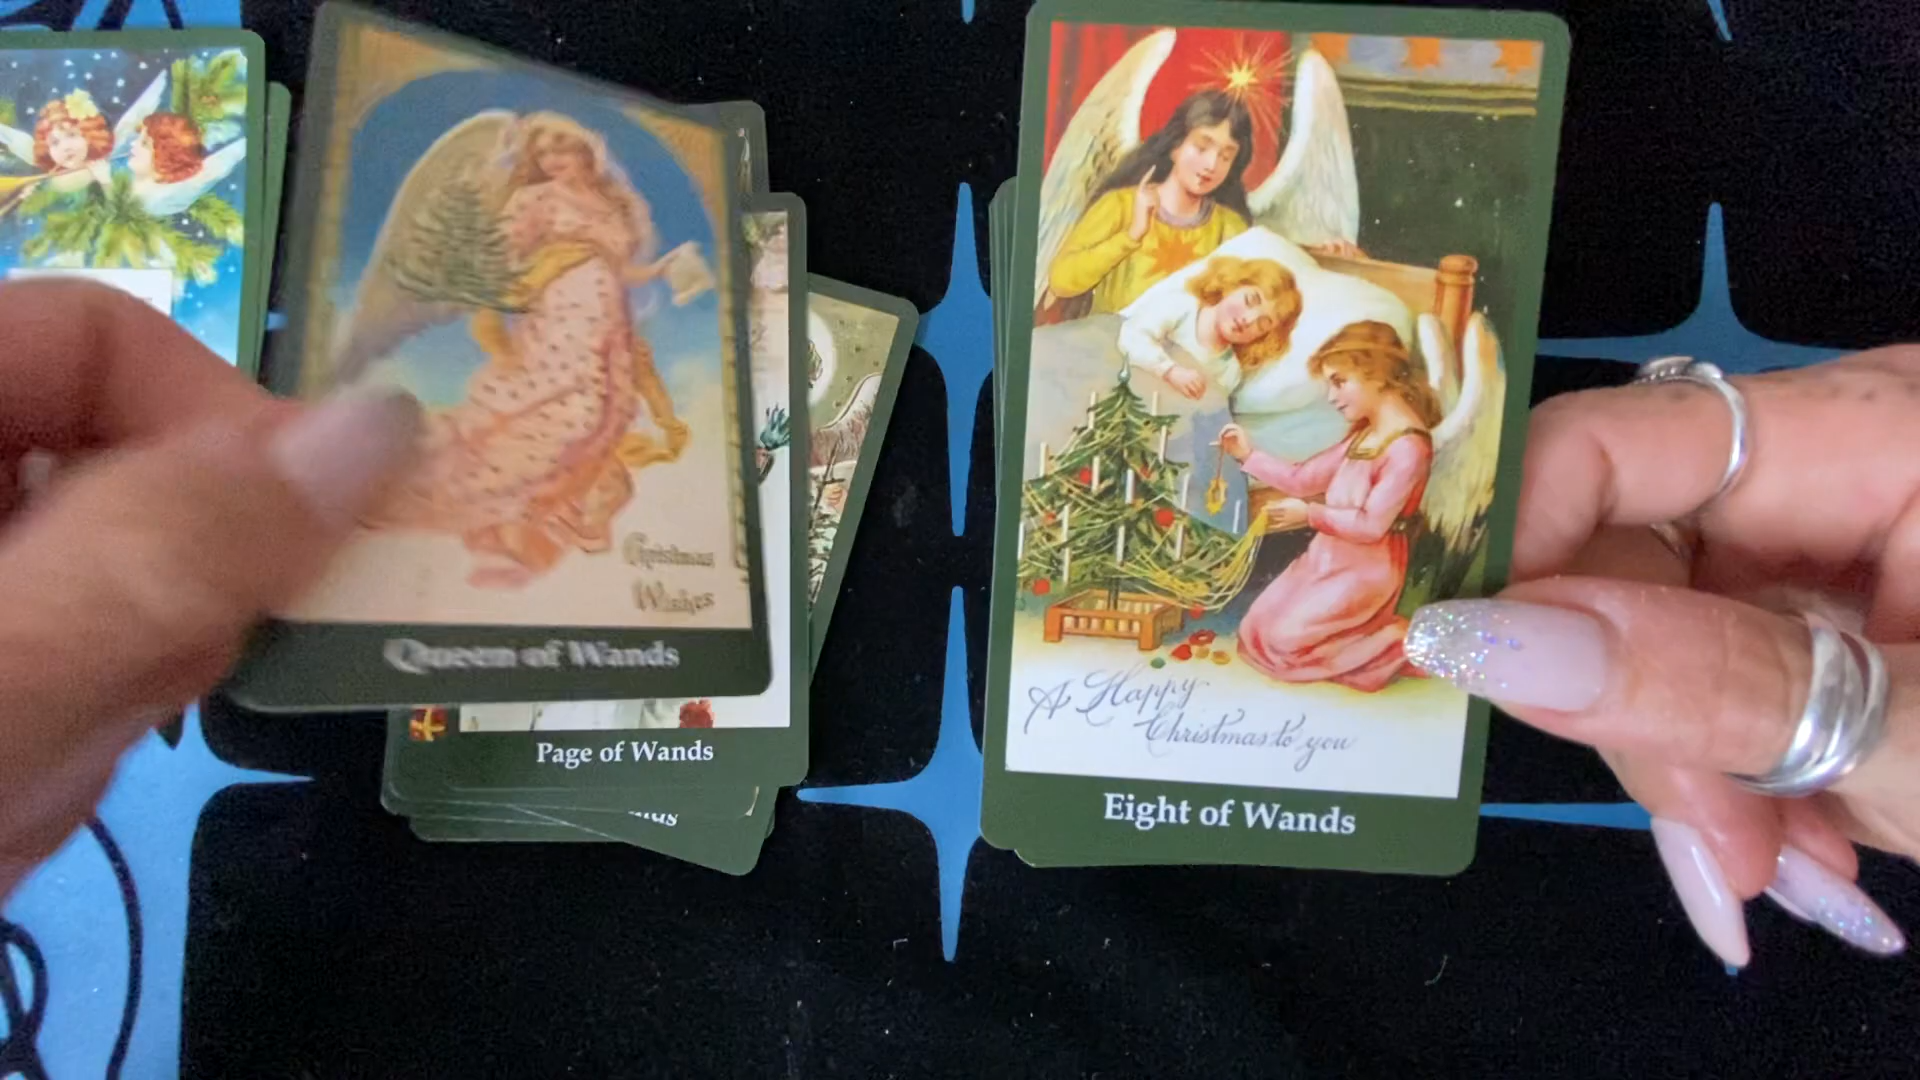 Christmas
Wishes
Queen of Wands
Page of Wands
A Happy
Christmas to you
Eight of Wands